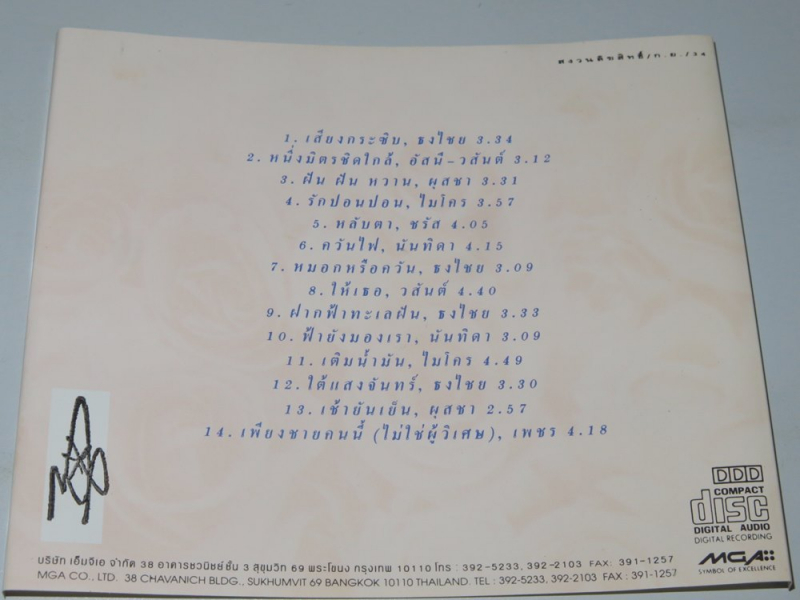 สงวนลิขสิทธิ์/ก.ย./34
1. เสียงกระซิบ, ธงไชย 3.34
2. หนึ่งมิตรชิดใกล้, อัสนี-วสันต์ 3.12
3. ฝัน ฝัน หวาน, ผุสชา 3.31
4. รักปอนปอน, ไมโคร 3.57
5. หลับตา, ชรัส 4.05
6. ควันไฟ, นันทิดา 4.15
7. หมอกหรือควัน, ธงไชย 3.09
8. ให้เธอ, วสันต์ 4.40
9. ฝากฟ้าทะเลฝัน, ธงไชย 3.33
10. ฟ้ายังมองเรา, นันทิดา 3.09
11. เติมน้ำมัน, ไมโคร 4.49
12. ใต้แสงจันทร์, ธงไชย 3.30
13. เช้ายันเย็น, ผุสชา 2.57
14. เพียงชายคนนี้ (ไม่ใช่ผู้วิเศษ), เพชร 4.18
DDD
COMPACT
disc
DIGITAL AUDIO
DIGITAL RECORDING
MGA
SYMBOL OF EXCELLENCE
บริษัท เอ็มจีเอ จำกัด 38 อาคารชวนิชย์ชั้น 3 สุขุมวิท 69 พระโขนง กรุงเทพ 10110 โทร : 392-5233, 392-2103 FAX: 391-1257
MGA CO., LTD. 38 CHAVANICH BLDG., SUKHUMVIT 69 BANGKOK 10110 THAILAND. TEL : 392-5233, 392-2103 FAX : 391-1257